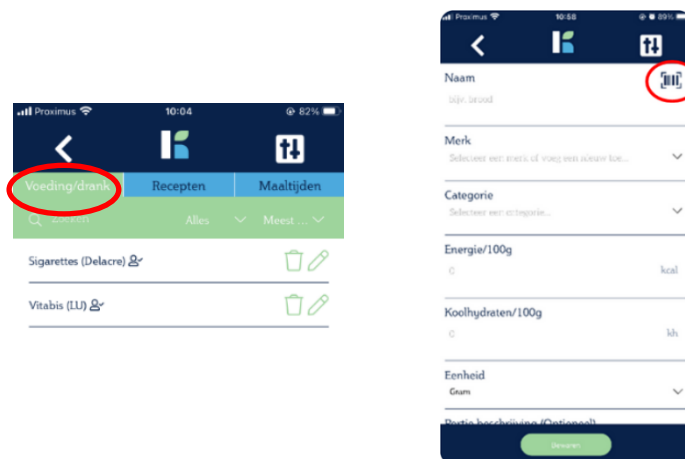 Proximus 10:04 82%
Voeding/drank Recepten Maaltijden
Zoeken Alles Meest ...
Sigarettes (Delacre)
Vitabis (LU)
Proximus 10:58 89%
Naam
bijv. brood
Merk
Selecteer een merk of voeg een nieuw toe...
Categorie
Selecteer een categorie...
Energie/100g
0 kcal
Koolhydraten/100g
0 kh
Eenheid
Gram
Portie beschrijving (Optioneel)
Bewaren